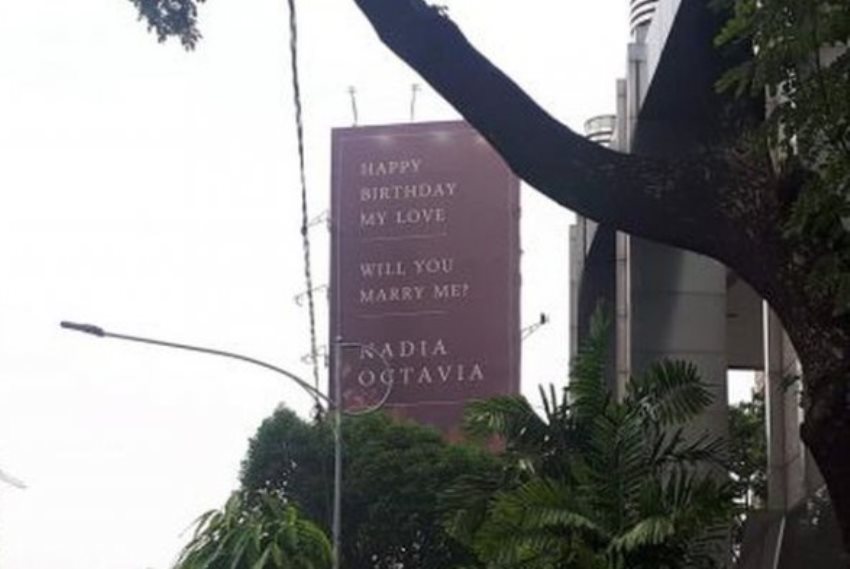 HAPPY
BIRTHDAY
MY LOVE
WILL YOU
MARRY ME?
NADIA
OCTAVIA